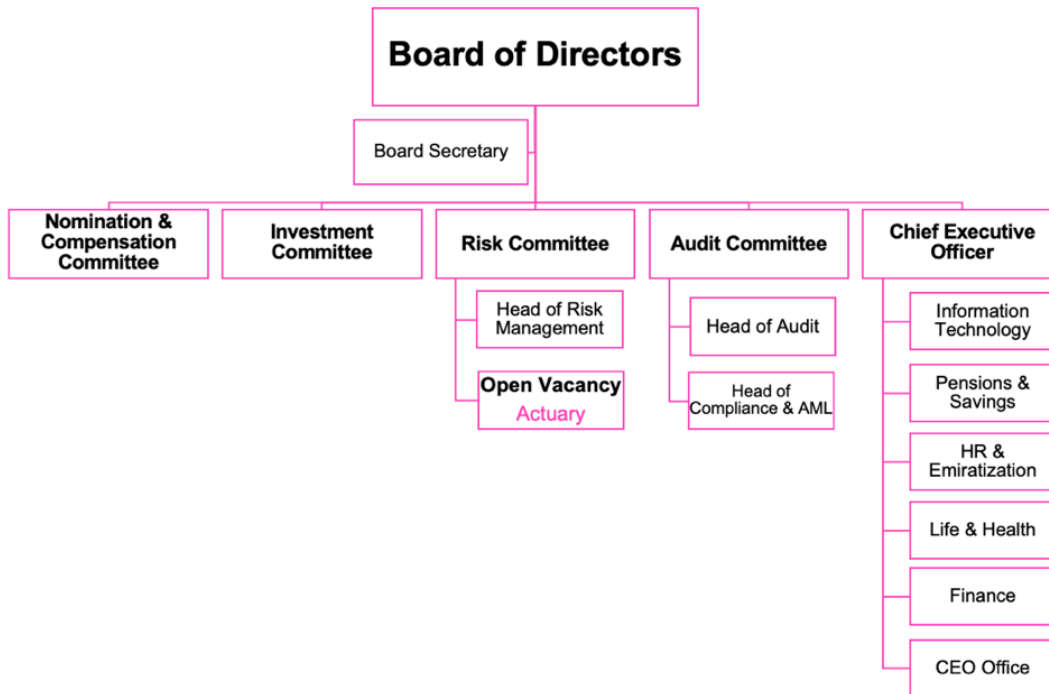 Board of Directors
Board Secretary
Nomination &
Compensation
Committee
Investment
Committee
Risk Committee
Audit Committee
Chief Executive
Officer
Head of Risk
Management
Open Vacancy
Actuary
Head of Audit
Head of
Compliance & AML
Information
Technology
Pensions &
Savings
HR &
Emiratization
Life & Health
Finance
CEO Office